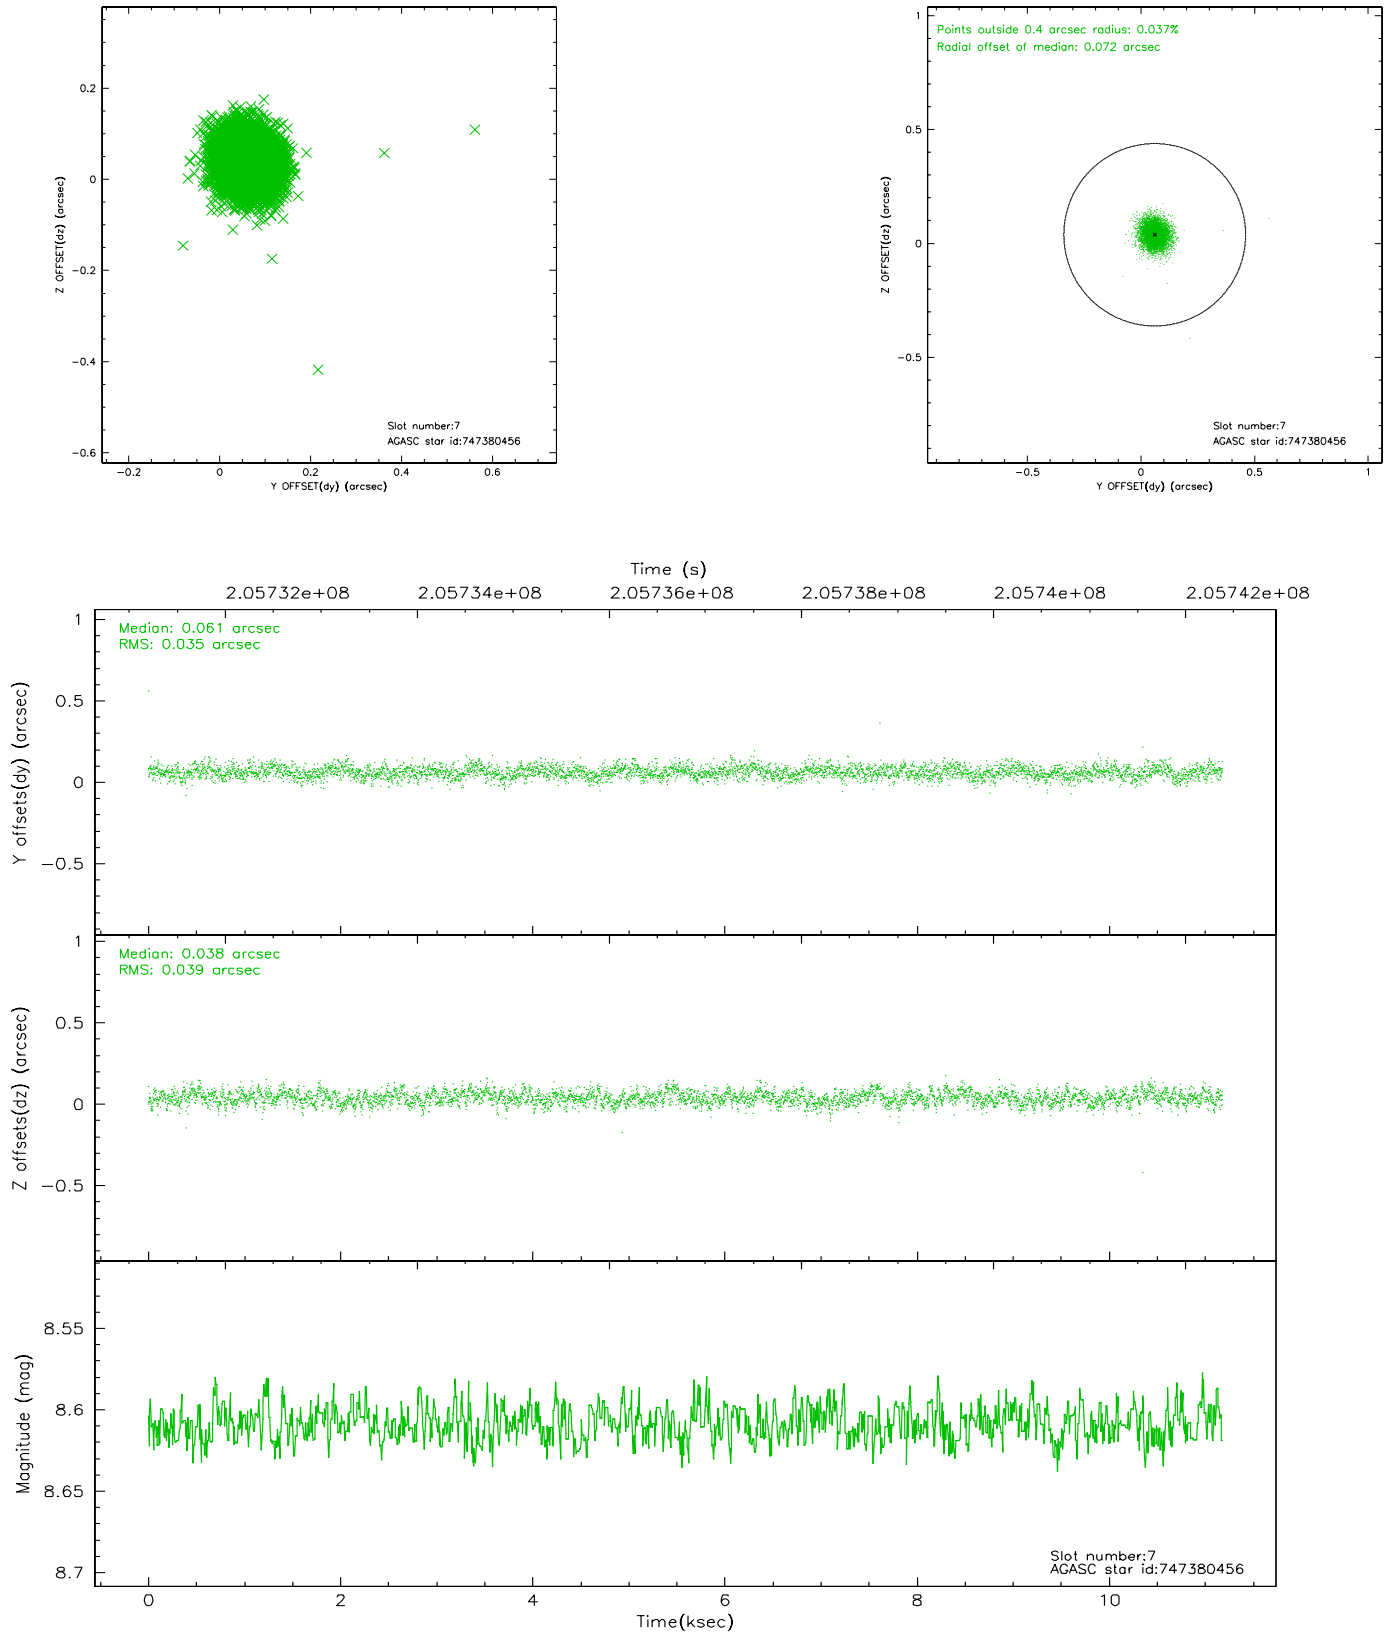 0.2
0
−0.2
−0.4
−0.6
Z OFFSET(dz) (arcsec)
−0.2
0
0.2
0.4
0.6
Y OFFSET(dy) (arcsec)
Slot number:7
AGASC star id:747380456
Points outside 0.4 arcsec radius: 0.037%
Radial offset of median: 0.072 arcsec
1
0.5
0
−0.5
Z OFFSET(dz) (arcsec)
−0.5
0
0.5
1
Y OFFSET(dy) (arcsec)
Slot number:7
AGASC star id:747380456
Time (s)
2.05732e+08
2.05734e+08
2.05736e+08
2.05738e+08
2.0574e+08
2.05742e+08
Median: 0.061 arcsec
RMS: 0.035 arcsec
1
0.5
0
−0.5
Y offsets(dy) (arcsec)
Median: 0.038 arcsec
RMS: 0.039 arcsec
1
0.5
0
−0.5
Z offsets(dz) (arcsec)
8.55
8.6
8.65
8.7
Magnitude (mag)
Slot number:7
AGASC star id:747380456
0
2
4
6
8
10
Time(ksec)